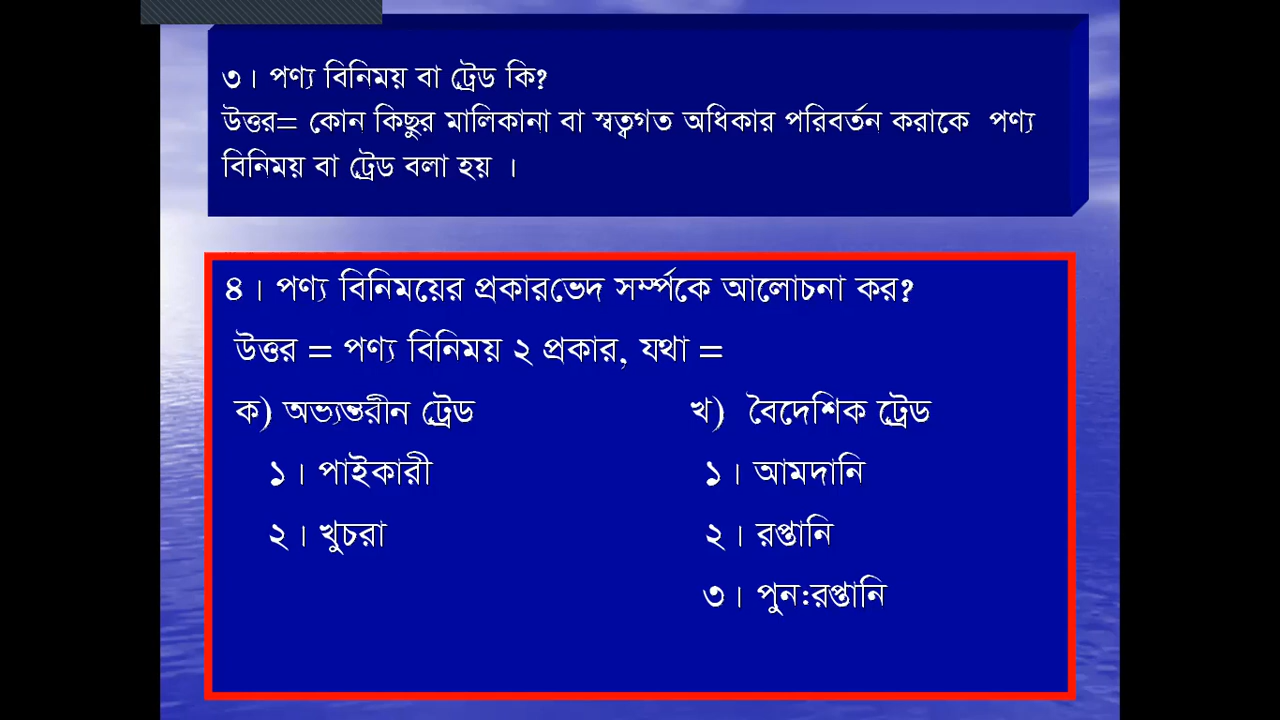 ৩। পণ্য বিনিময় বা ট্রেড কি?
উত্তর= কোন কিছুর মালিকানা বা স্বত্বগত অধিকার পরিবর্তন করাকে পণ্য
বিনিময় বা ট্রেড বলা হয় ।
৪। পণ্য বিনিময়ের প্রকারভেদ সর্ম্পকে আলোচনা কর?
উত্তর = পণ্য বিনিময় ২ প্রকার, যথা =
ক) অভ্যন্তরীন ট্রেড
১। পাইকারী
২। খুচরা
খ) বৈদেশিক ট্রেড
১। আমদানি
২। রপ্তানি
৩। পুন:রপ্তানি